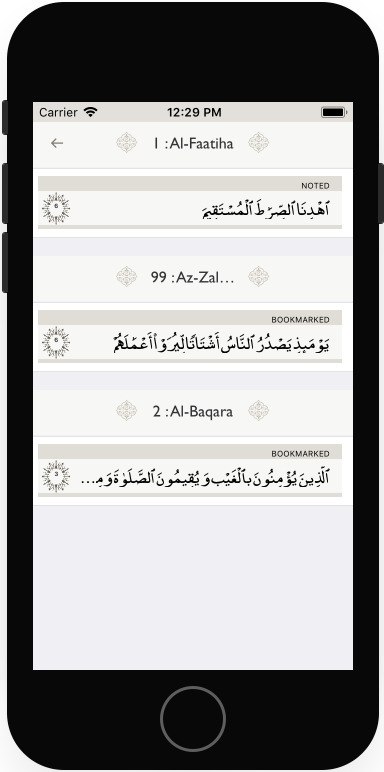 Carrier 12:29 PM
1 :Al-Faatiha
NOTED
ٱهْدِنَا ٱلصِّرَٰطَ ٱلْمُسْتَقِيمَ
6
99 :Az-Zal...
BOOKMARKED
يَوْمَئِذٍ يَصْدُرُ ٱلنَّاسُ أَشْتَاتًا لِّيُرَوْا۟ أَعْمَٰلَهُمْ
6
2 :Al-Baqara
BOOKMARKED
ٱلَّذِينَ يُؤْمِنُونَ بِٱلْغَيْبِ وَيُقِيمُونَ ٱلصَّلَوٰةَ وَمِ...
3